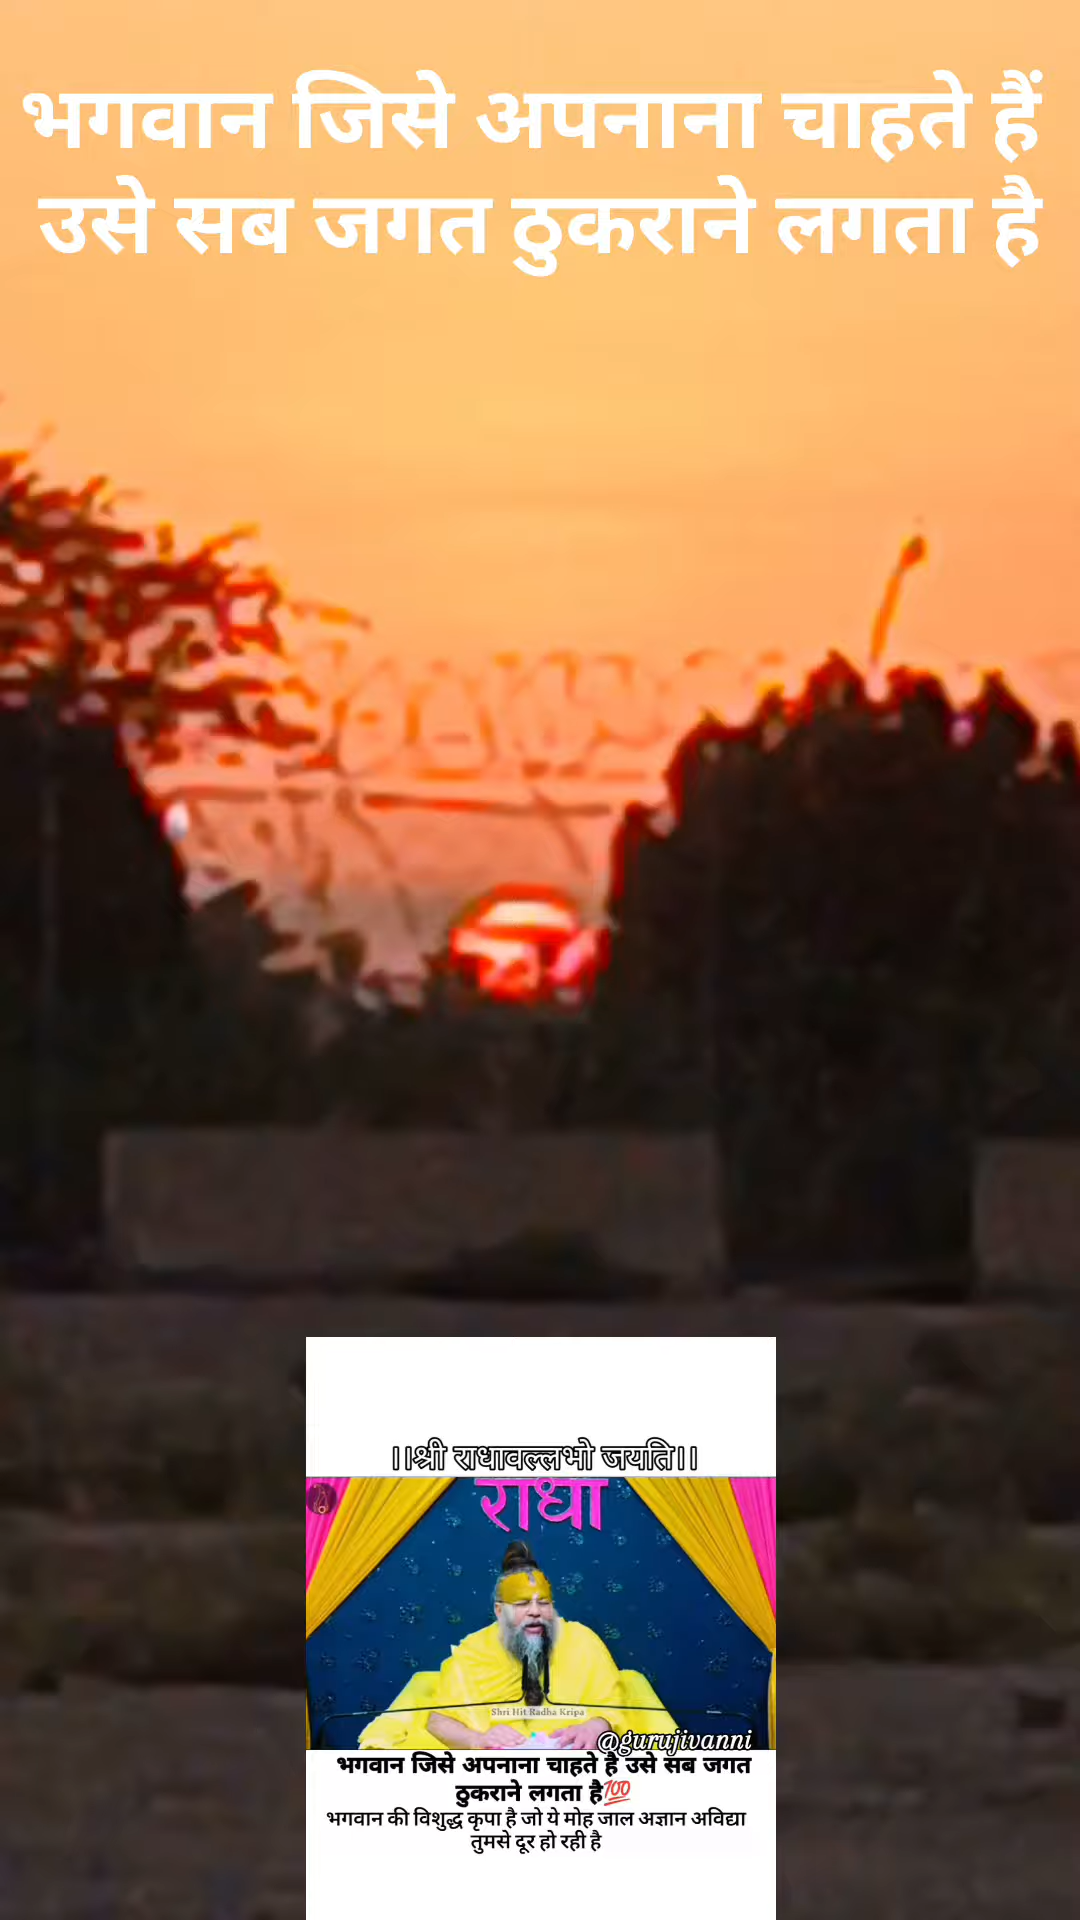 भगवान जिसे अपनाना चाहते हैं
उसे सब जगत ठुकराने लगता है
।।श्री राधावल्लभो जयति।।
राधा
Shri Hit Radha Kripa
@gurujivanni
भगवान जिसे अपनाना चाहते है उसे सब जगत
ठुकराने लगता है💯
भगवान की विशुद्ध कृपा है जो ये मोह जाल अज्ञान अविद्या
तुमसे दूर हो रही है